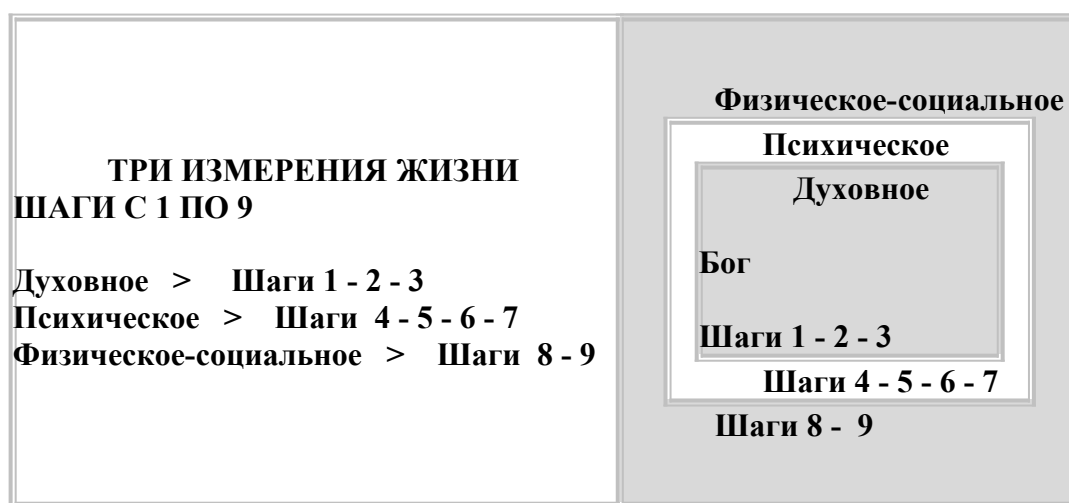 ТРИ ИЗМЕРЕНИЯ ЖИЗНИ
ШАГИ С 1 ПО 9
Духовное > Шаги 1 - 2 - 3
Психическое > Шаги 4 - 5 - 6 - 7
Физическое-социальное > Шаги 8 - 9
Физическое-социальное
Психическое
Духовное
Бог
Шаги 1 - 2 - 3
Шаги 4 - 5 - 6 - 7
Шаги 8 - 9